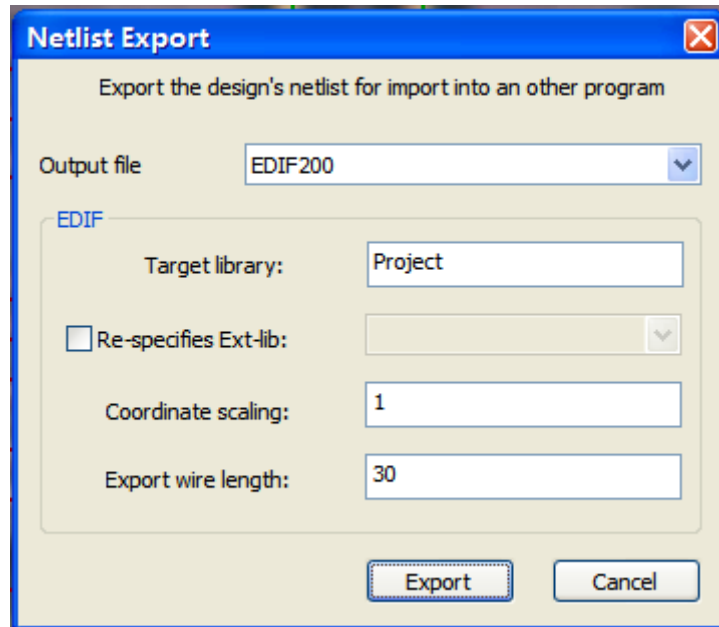 Netlist Export
Export the design's netlist for import into an other program
Output file EDIF200
EDIF
Target library: Project
Re-specifies Ext-lib:
Coordinate scaling: 1
Export wire length: 30
Export Cancel